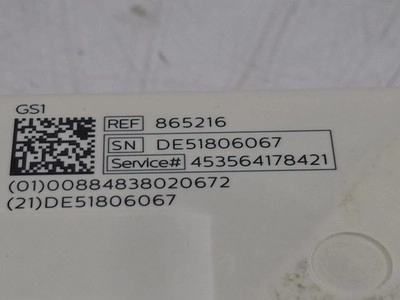 GS1
REF 865216
SN DE51806067
Service# 453564178421
(01)00884838020672
(21)DE51806067